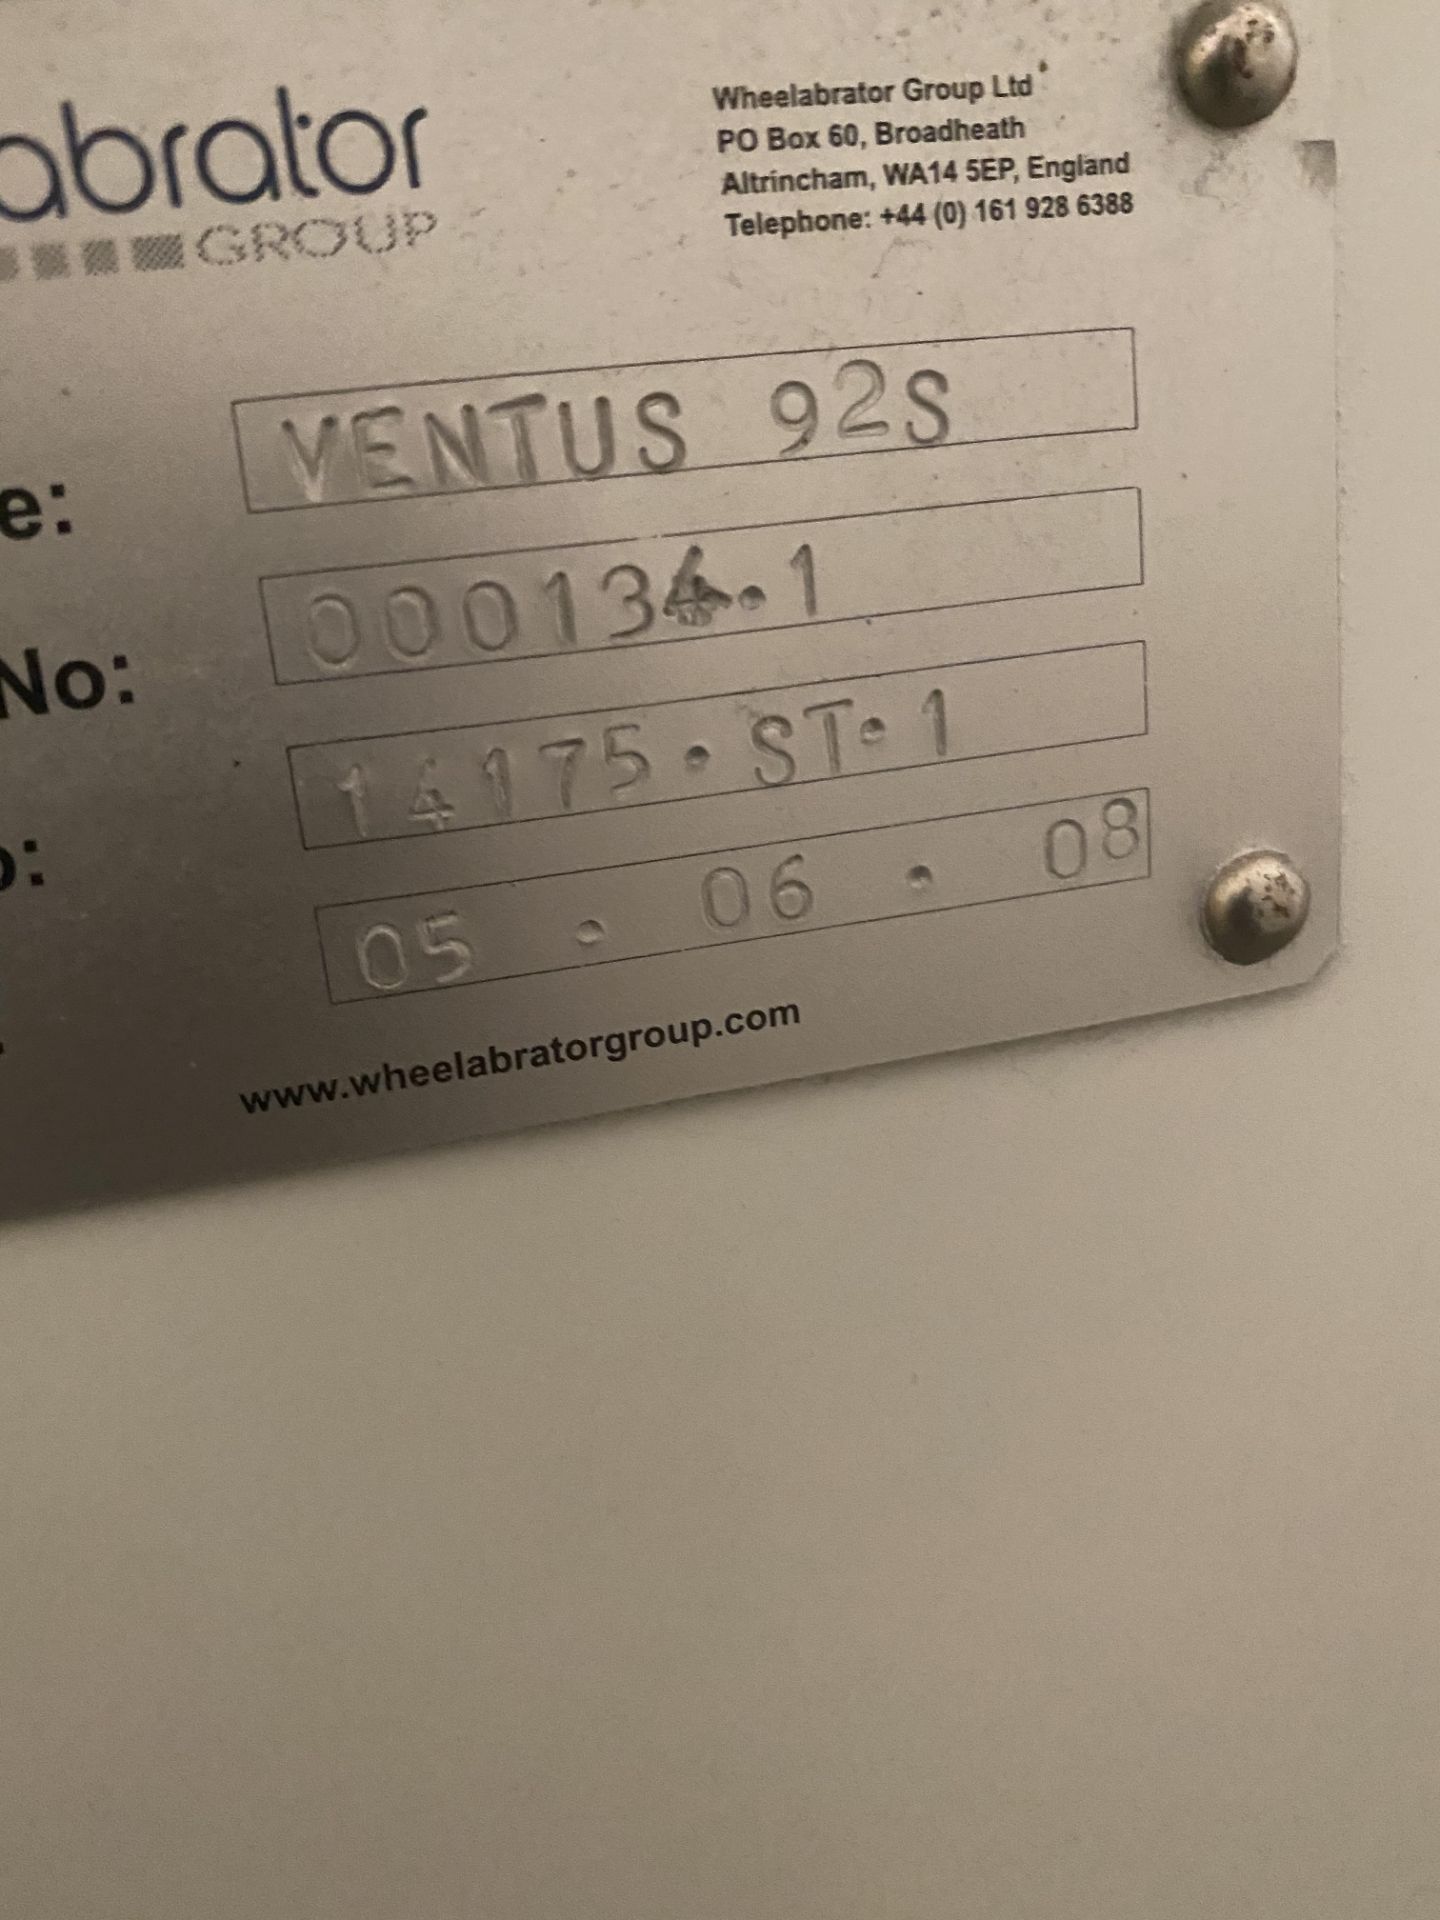 abrator
GROUP
Wheelabrator Group Ltd
PO Box 60, Broadheath
Altrincham, WA14 5EP, England
Telephone: +44 (0) 161 928 6388
e: VENTUS 92S
No: 000134.1
o: 14175.ST.1
05 . 06 . 08
www.wheelabratorgroup.com